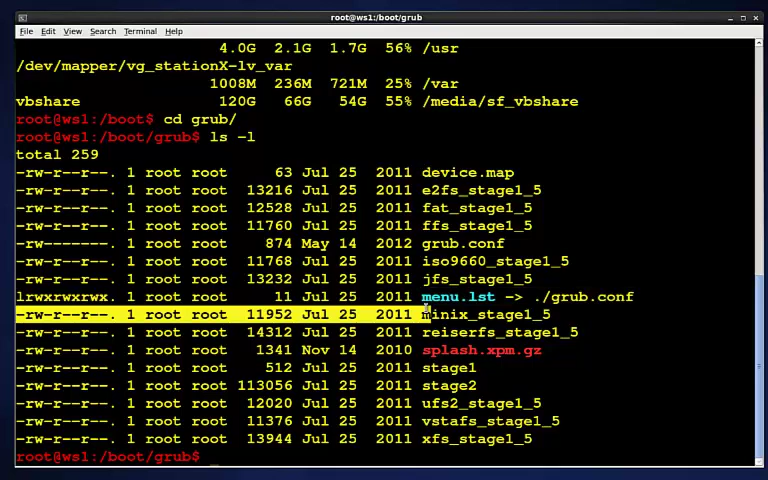 root@ws1:/boot/grub
File Edit View Search Terminal Help
4.0G 2.1G 1.7G 56% /usr
/dev/mapper/vg_stationX-lv_var
1008M 236M 721M 25% /var
vbshare 120G 66G 54G 55% /media/sf_vbshare
root@ws1:/boot$ cd grub/
root@ws1:/boot/grub$ ls -l
total 259
-rw-r--r--. 1 root root 63 Jul 25 2011 device.map
-rw-r--r--. 1 root root 13216 Jul 25 2011 e2fs_stage1_5
-rw-r--r--. 1 root root 12528 Jul 25 2011 fat_stage1_5
-rw-r--r--. 1 root root 11760 Jul 25 2011 ffs_stage1_5
-rw-------. 1 root root 874 May 14 2012 grub.conf
-rw-r--r--. 1 root root 11768 Jul 25 2011 iso9660_stage1_5
-rw-r--r--. 1 root root 13232 Jul 25 2011 jfs_stage1_5
lrwxrwxrwx. 1 root root 11 Jul 25 2011 menu.lst -> ./grub.conf
-rw-r--r--. 1 root root 11952 Jul 25 2011 minix_stage1_5
-rw-r--r--. 1 root root 14312 Jul 25 2011 reiserfs_stage1_5
-rw-r--r--. 1 root root 1341 Nov 14 2010 splash.xpm.gz
-rw-r--r--. 1 root root 512 Jul 25 2011 stage1
-rw-r--r--. 1 root root 113056 Jul 25 2011 stage2
-rw-r--r--. 1 root root 12020 Jul 25 2011 ufs2_stage1_5
-rw-r--r--. 1 root root 11376 Jul 25 2011 vstafs_stage1_5
-rw-r--r--. 1 root root 13944 Jul 25 2011 xfs_stage1_5
root@ws1:/boot/grub$